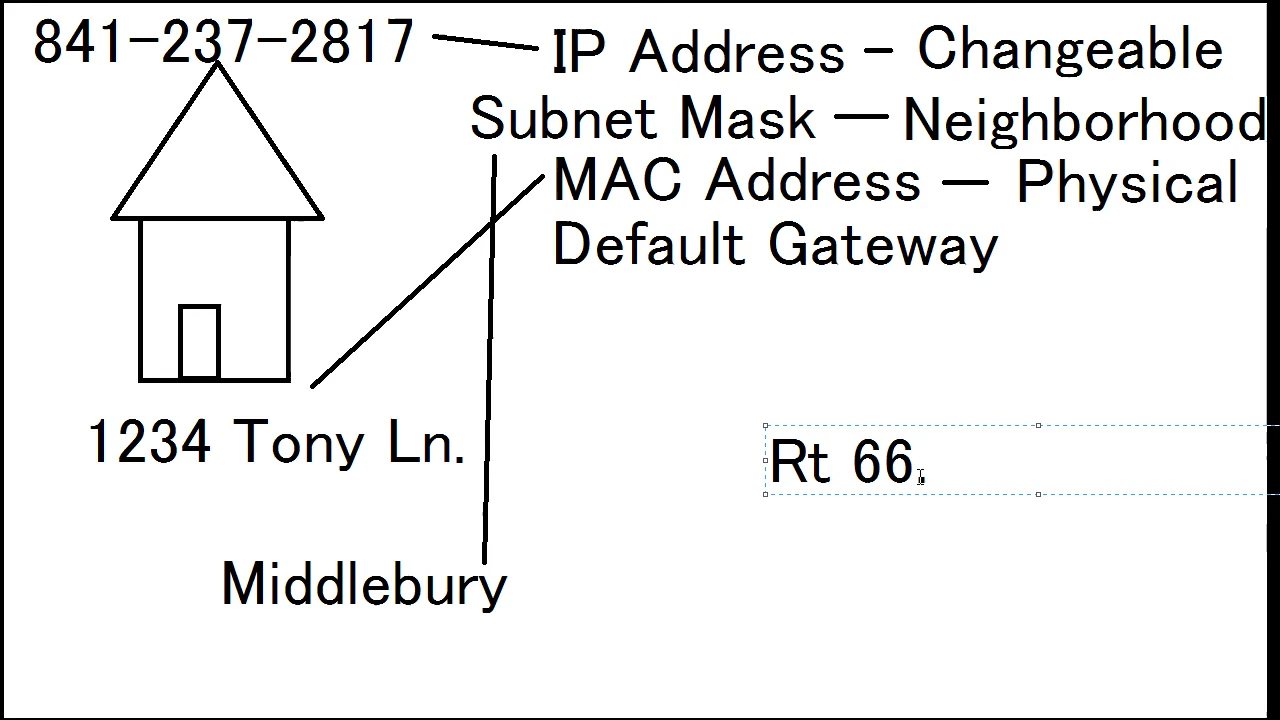 841-237-2817
IP Address - Changeable
Subnet Mask — Neighborhood
MAC Address — Physical
Default Gateway
1234 Tony Ln.
Rt 66.
Middlebury